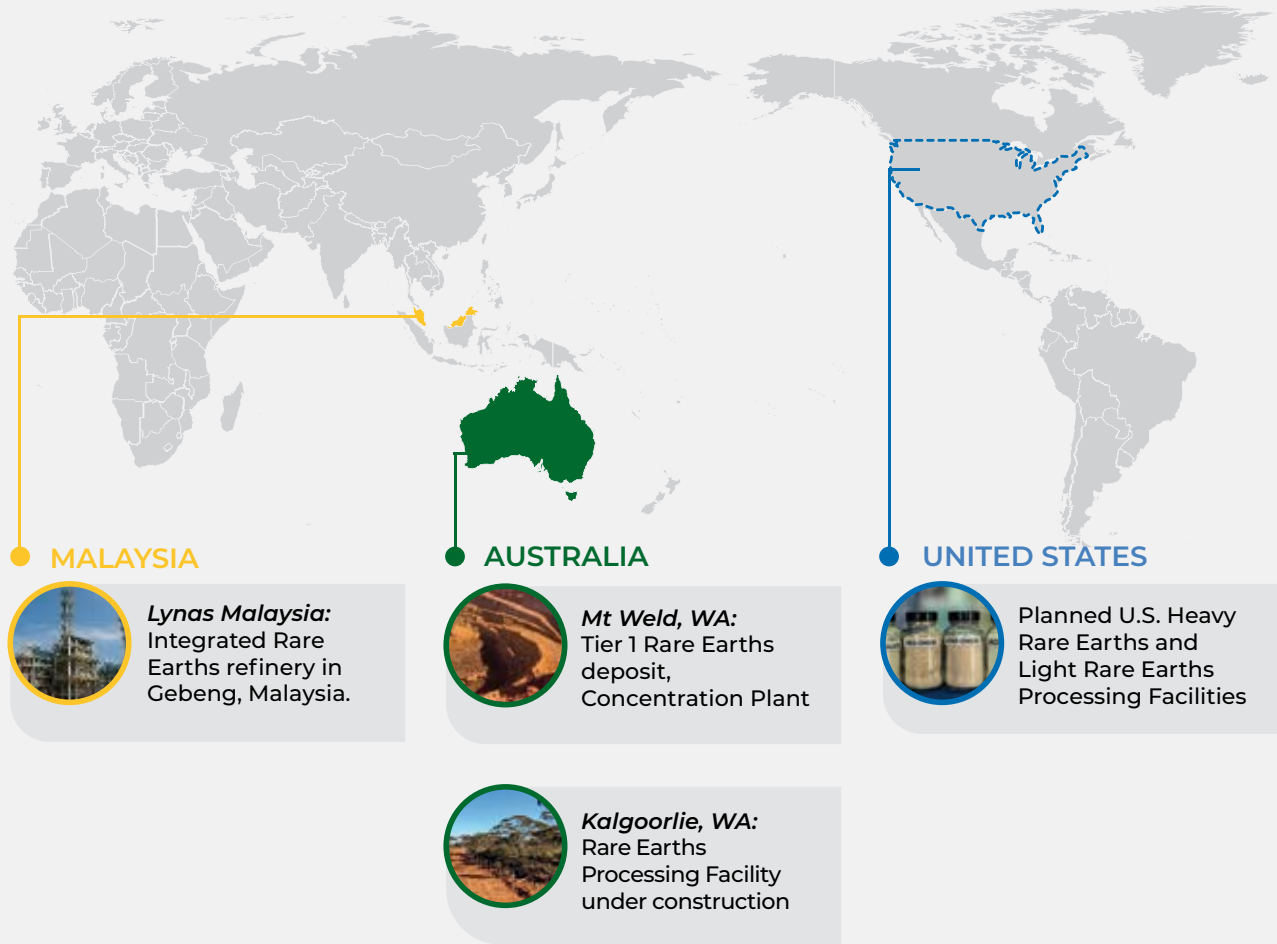 MALAYSIA
Lynas Malaysia:
Integrated Rare
Earths refinery in
Gebeng, Malaysia.
AUSTRALIA
Mt Weld, WA:
Tier 1 Rare Earths
deposit,
Concentration Plant
Kalgoorlie, WA:
Rare Earths
Processing Facility
under construction
UNITED STATES
Planned U.S. Heavy
Rare Earths and
Light Rare Earths
Processing Facilities